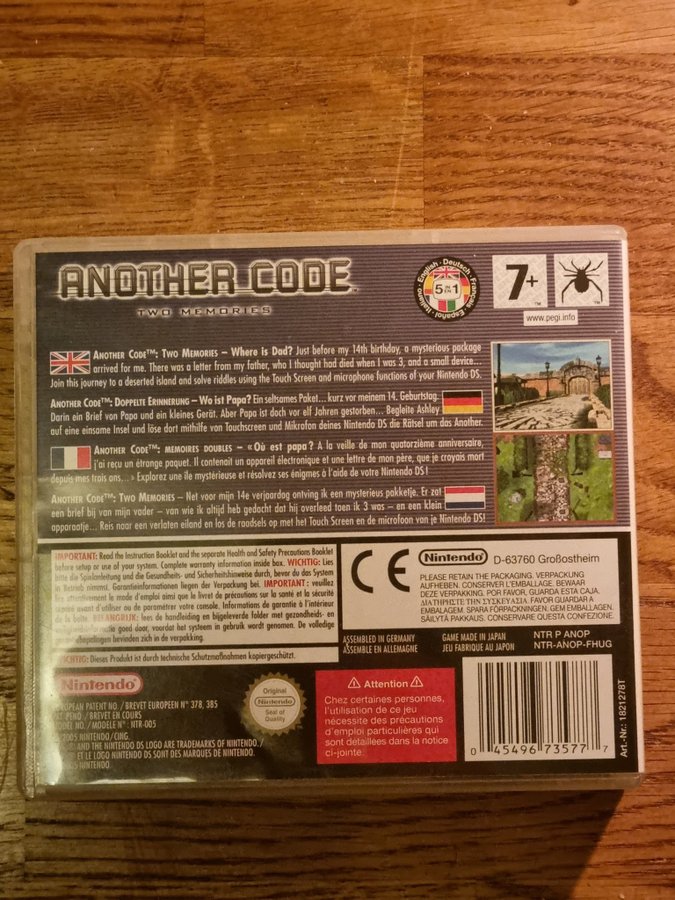 ANOTHER CODE™
TWO MEMORIES
English · Deutsch · Français · Español · Italiano
5 IN 1
7+
™
™
www.pegi.info
ANOTHER CODE™: TWO MEMORIES – WHERE IS DAD? Just before my 14th birthday, a mysterious package
arrived for me. There was a letter from my father, who I thought had died when I was 3, and a small device...
Join this journey to a deserted island and solve riddles using the Touch Screen and microphone functions of your Nintendo DS.
ANOTHER CODE™: DOPPELTE ERINNERUNG – WO IST PAPA? Ein seltsames Paket... kurz vor meinem 14. Geburtstag.
Darin ein Brief von Papa und ein kleines Gerät. Aber Papa ist doch vor elf Jahren gestorben... Begleite Ashley
auf eine einsame Insel und löse dort mithilfe von Touchscreen und Mikrofon deines Nintendo DS die Rätsel um das Another.
ANOTHER CODE™: MEMOIRES DOUBLES – « OÙ EST PAPA? À la veille de mon quatorzième anniversaire,
j'ai reçu un étrange paquet. Il contenait un appareil électronique et une lettre de mon père, que je croyais mort
depuis mes trois ans... » Explorez une île mystérieuse et résolvez ses énigmes à l'aide de votre Nintendo DS!
ANOTHER CODE™: TWO MEMORIES – Net voor mijn 14e verjaardag ontving ik een mysterieus pakketje. Er zat
een brief bij van mijn vader – van wie ik altijd heb gedacht dat hij overleed toen ik 3 was – en een klein
apparaatje... Reis naar een verlaten eiland en los de raadsels op met het Touch Screen en de microfoon van je Nintendo DS!
IMPORTANT: Read the Instruction Booklet and the separate Health and Safety Precautions Booklet
before setup or use of your system. Complete warranty information inside box. WICHTIG: Lies
bitte die Spielanleitung und die Gesundheits- und Sicherheitshinweise durch, bevor du das System
in Betrieb nimmst. Garantieinformationen liegen der Verpackung bei. IMPORTANT : veuillez
lire attentivement le mode d'emploi ainsi que le livret de précautions sur la santé et la sécurité
avant d'utiliser ou de transporter votre console. Informations de garantie à l'intérieur
de la boîte. BELANGRIJK: lees de handleiding en bijgeleverde folder met gezondheids-
goed door, voordat het systeem in gebruik wordt genomen. De volledige
bevinden zich in de verpakking.
WICHTIG: Dieses Produkt ist durch technische Schutzmaßnahmen kopiergeschützt.
CE
Nintendo® D-63760 Großostheim
PLEASE RETAIN THE PACKAGING. VERPACKUNG
AUFHEBEN. CONSERVER L'EMBALLAGE. BEWAAR
DEZE VERPAKKING. POR FAVOR, GUARDA ESTA CAJA.
ΔΙΑΤΗΡΗΣΤΕ ΤΗΝ ΣΥΣΚΕΥΑΣΙΑ FAVOR GUARDAR A
EMBALAGEM. SPARA FÖRPACKNINGEN. GEM EMBALLAGEN.
SÄILYTÄ PAKKAUS. CONSERVARE QUESTA CONFEZIONE.
ASSEMBLED IN GERMANY
ASSEMBLE EN ALLEMAGNE
GAME MADE IN JAPAN
JEU FABRIQUE AU JAPON
NTR P ANOP
NTR-ANOP-FHUG
Nintendo®
EUROPEAN PATENT NO. / BREVET EUROPEEN N° 378, 385
PEND / BREVET EN COURS
MODEL NO. / MODELE N° : NTR-005
2005 NINTENDO/CING.
AND THE NINTENDO DS LOGO ARE TRADEMARKS OF NINTENDO. /
ET LE LOGO NINTENDO DS SONT DES MARQUES DE NINTENDO.
2005 NINTENDO.
Original
Nintendo®
Seal of
Quality
⚠ Attention ⚠
Chez certaines personnes,
l'utilisation de ce jeu
nécessite des précautions
d'emploi particulières qui
sont détaillées dans la notice
ci-jointe.
0 45496 73577 7
Art.-Nr.: 1821278T